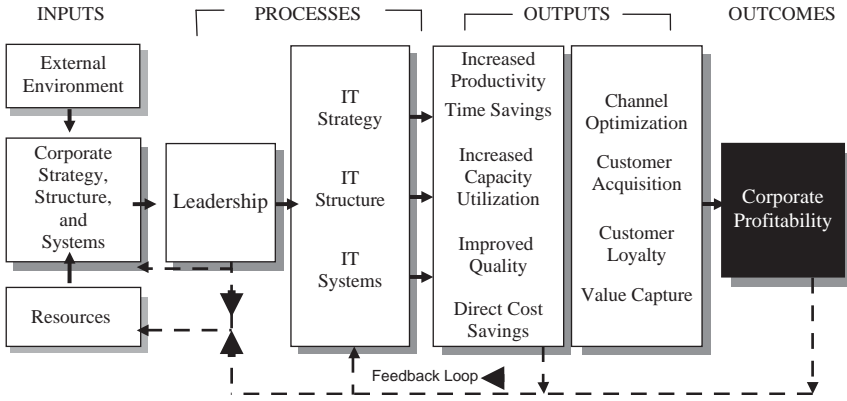 INPUTS
PROCESSES
OUTPUTS
OUTCOMES
External
Environment
Corporate
Strategy,
Structure,
and
Systems
Resources
Leadership
IT
Strategy
IT
Structure
IT
Systems
Increased
Productivity
Time Savings
Increased
Capacity
Utilization
Improved
Quality
Direct Cost
Savings
Channel
Optimization
Customer
Acquisition
Customer
Loyalty
Value Capture
Corporate
Profitability
Feedback Loop